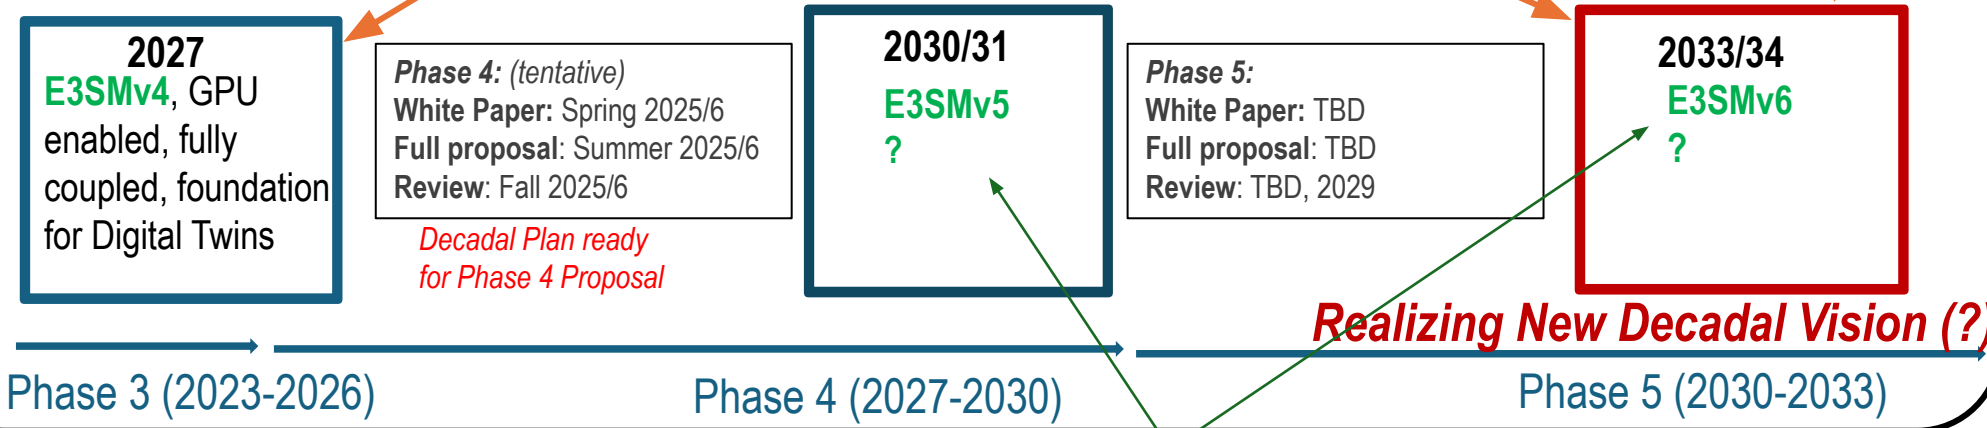 2027
E3SMv4, GPU
enabled, fully
coupled, foundation
for Digital Twins
Phase 4: (tentative)
White Paper: Spring 2025/6
Full proposal: Summer 2025/6
Review: Fall 2025/6
Decadal Plan ready
for Phase 4 Proposal
2030/31
E3SMv5
?
Phase 5:
White Paper: TBD
Full proposal: TBD
Review: TBD, 2029
2033/34
E3SMv6
?
Realizing New Decadal Vision (?)
Phase 3 (2023-2026)
Phase 4 (2027-2030)
Phase 5 (2030-2033)